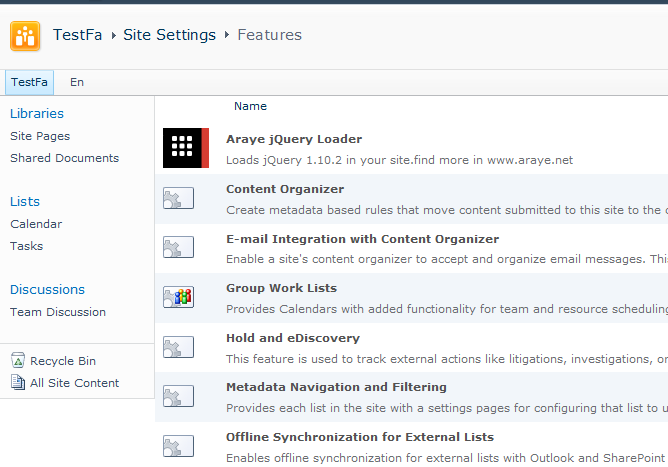 TestFa ▸ Site Settings ▸ Features
TestFa En
Libraries
Site Pages
Shared Documents
Lists
Calendar
Tasks
Discussions
Team Discussion
Recycle Bin
All Site Content
Name
Araye jQuery Loader
Loads jQuery 1.10.2 in your site.find more in www.araye.net
Content Organizer
Create metadata based rules that move content submitted to this site to the
E-mail Integration with Content Organizer
Enable a site's content organizer to accept and organize email messages. This
Group Work Lists
Provides Calendars with added functionality for team and resource scheduling
Hold and eDiscovery
This feature is used to track external actions like litigations, investigations, or
Metadata Navigation and Filtering
Provides each list in the site with a settings pages for configuring that list to
Offline Synchronization for External Lists
Enables offline synchronization for external lists with Outlook and SharePoint